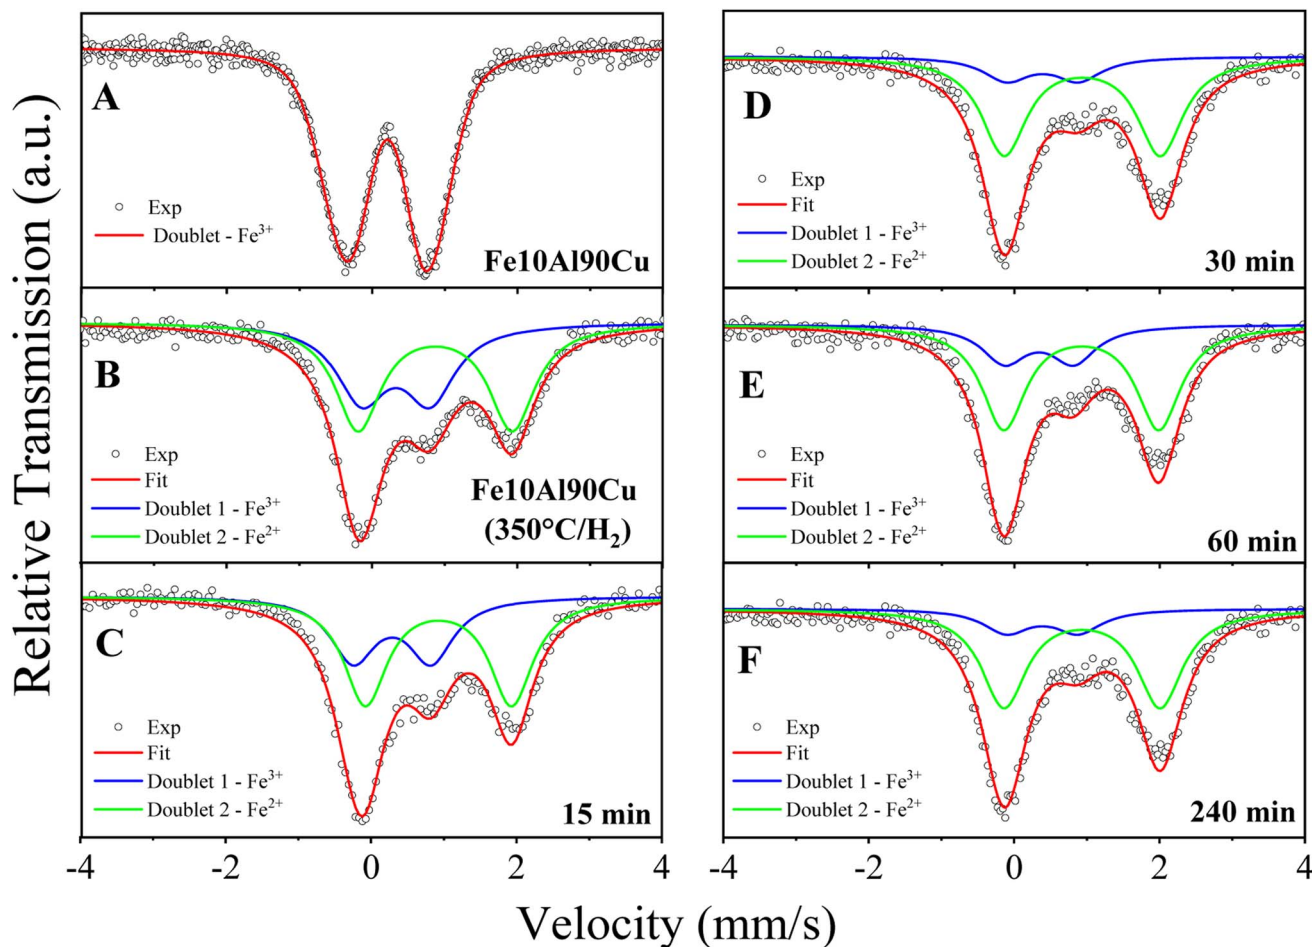 Relative Transmission (a.u.)
A
Exp
Doublet - Fe³⁺
Fe10Al90Cu
B
Exp
Fit
Doublet 1 - Fe³⁺
Doublet 2 - Fe²⁺
Fe10Al90Cu
(350°C/H₂)
C
Exp
Fit
Doublet 1 - Fe³⁺
Doublet 2 - Fe²⁺
15 min
-4 -2 0 2 4
D
Exp
Fit
Doublet 1 - Fe³⁺
Doublet 2 - Fe²⁺
30 min
E
Exp
Fit
Doublet 1 - Fe³⁺
Doublet 2 - Fe²⁺
60 min
F
Exp
Fit
Doublet 1 - Fe³⁺
Doublet 2 - Fe²⁺
240 min
-4 -2 0 2 4
Velocity (mm/s)